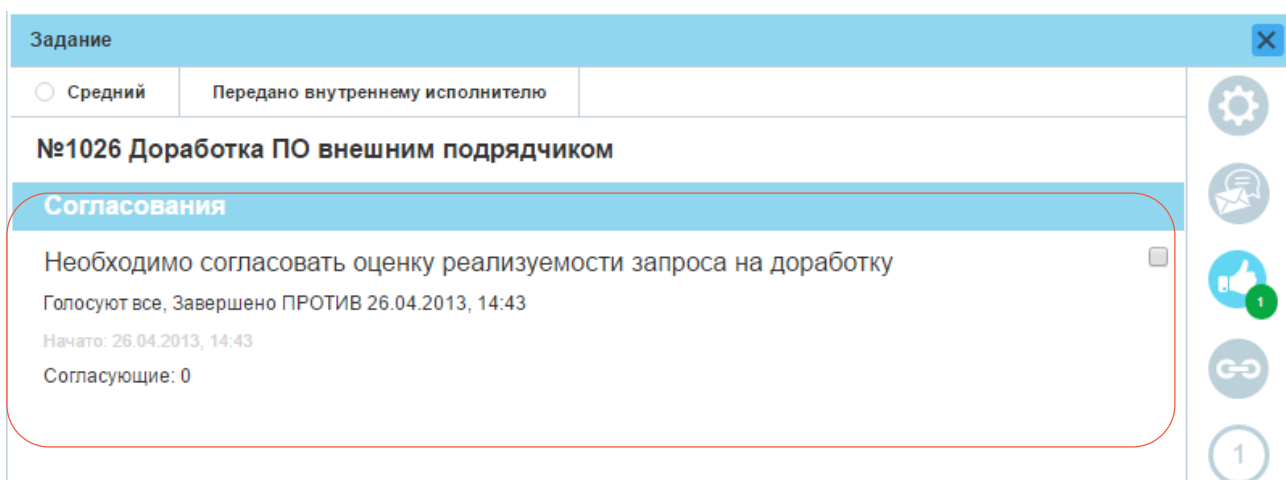 Задание
Средний Передано внутреннему исполнителю
№1026 Доработка ПО внешним подрядчиком
Согласования
Необходимо согласовать оценку реализуемости запроса на доработку
Голосуют все, Завершено ПРОТИВ 26.04.2013, 14:43
Начато: 26.04.2013, 14:43
Согласующие: 0
1
1